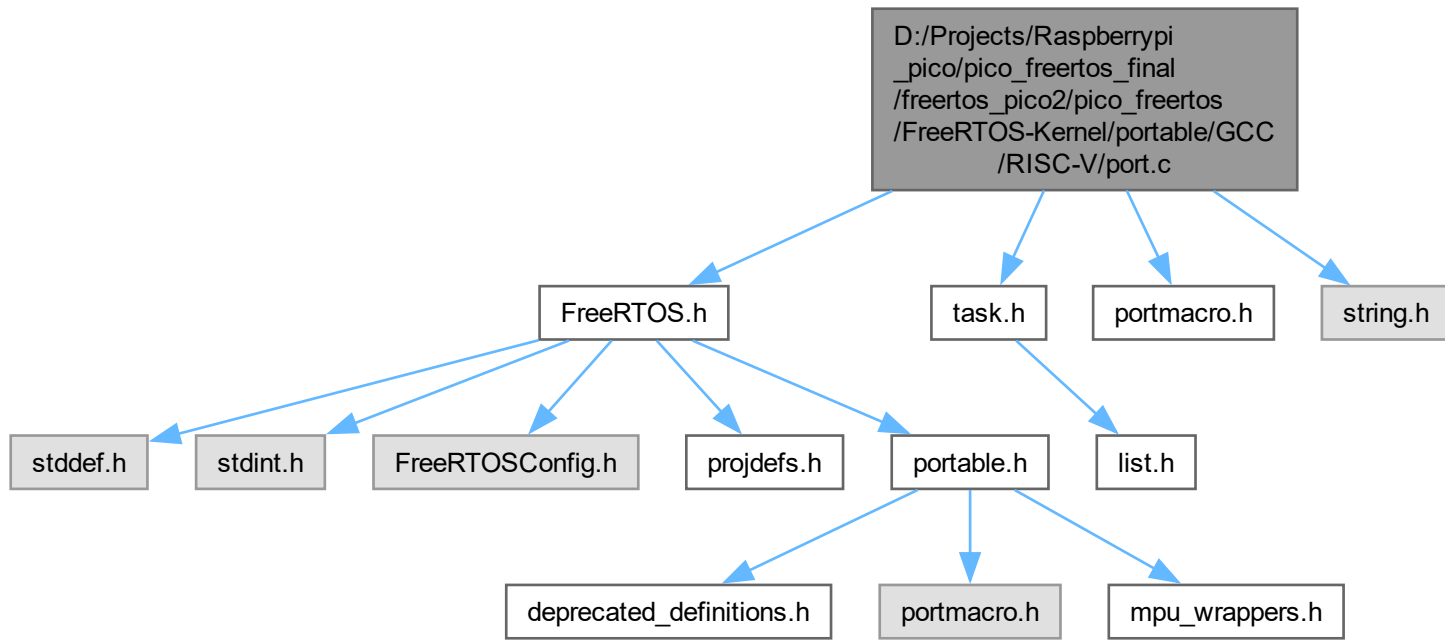 D:/Projects/Raspberrypi
_pico/pico_freertos_final
/freertos_pico2/pico_freertos
/FreeRTOS-Kernel/portable/GCC
/RISC-V/port.c
FreeRTOS.h
task.h
portmacro.h
string.h
stddef.h
stdint.h
FreeRTOSConfig.h
projdefs.h
portable.h
list.h
deprecated_definitions.h
portmacro.h
mpu_wrappers.h